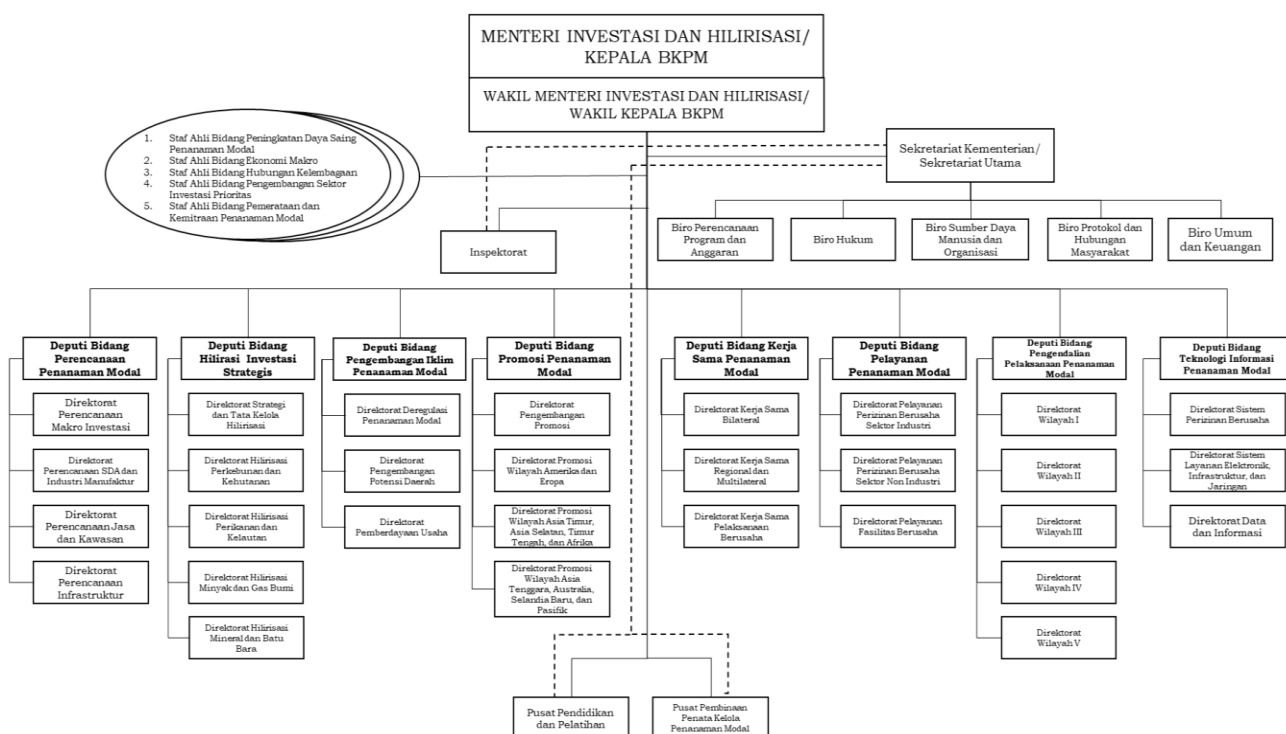 MENTERI INVESTASI DAN HILIRISASI/
KEPALA BKPM
WAKIL MENTERI INVESTASI DAN HILIRISASI/
WAKIL KEPALA BKPM
1. Staf Ahli Bidang Peningkatan Daya Saing
Penanaman Modal
2. Staf Ahli Bidang Ekonomi Makro
3. Staf Ahli Bidang Hubungan Kelembagaan
4. Staf Ahli Bidang Pengembangan Sektor
Investasi Prioritas
5. Staf Ahli Bidang Pemerataan dan
Kemitraan Penanaman Modal
Sekretariat Kementerian/
Sekretariat Utama
Inspektorat
Biro Perencanaan
Program dan
Anggaran
Biro Hukum
Biro Sumber Daya
Manusia dan
Organisasi
Biro Protokol dan
Hubungan
Masyarakat
Biro Umum
dan Keuangan
Deputi Bidang
Perencanaan
Penanaman Modal
Direktorat
Perencanaan
Makro Investasi
Direktorat
Perencanaan SDA dan
Industri Manufaktur
Direktorat
Perencanaan Jasa
dan Kawasan
Direktorat
Perencanaan
Infrastruktur
Deputi Bidang
Hilirasi Investasi
Strategis
Direktorat Strategi
dan Tata Kelola
Hilirisasi
Direktorat Hilirisasi
Perkebunan dan
Kehutanan
Direktorat Hilirisasi
Perikanan dan
Kelautan
Direktorat Hilirisasi
Minyak dan Gas Bumi
Direktorat Hilirisasi
Mineral dan Batu
Bara
Deputi Bidang
Pengembangan Iklim
Penanaman Modal
Direktorat Deregulasi
Penanaman Modal
Direktorat
Pengembangan
Potensi Daerah
Direktorat
Pemberdayaan Usaha
Deputi Bidang
Promosi Penanaman
Modal
Direktorat
Pengembangan
Promosi
Direktorat Promosi
Wilayah Amerika dan
Eropa
Direktorat Promosi
Wilayah Asia Timur,
Asia Selatan, Timur
Tengah, dan Afrika
Direktorat Promosi
Wilayah Asia
Tenggara, Australia,
Selandia Baru, dan
Pasifik
Deputi Bidang Kerja
Sama Penanaman
Modal
Direktorat Kerja Sama
Bilateral
Direktorat Kerja Sama
Regional dan
Multilateral
Direktorat Kerja Sama
Pelaksanaan
Berusaha
Deputi Bidang
Pelayanan
Penanaman Modal
Direktorat Pelayanan
Perizinan Berusaha
Sektor Industri
Direktorat Pelayanan
Perizinan Berusaha
Sektor Non Industri
Direktorat Pelayanan
Fasilitas Berusaha
Deputi Bidang
Pengendalian
Pelaksanaan Penanaman
Modal
Direktorat
Wilayah I
Direktorat
Wilayah II
Direktorat
Wilayah III
Direktorat
Wilayah IV
Direktorat
Wilayah V
Deputi Bidang
Teknologi Informasi
Penanaman Modal
Direktorat Sistem
Perizinan Berusaha
Direktorat Sistem
Layanan Elektronik,
Infrastruktur, dan
Jaringan
Direktorat Data
dan Informasi
Pusat Pendidikan
dan Pelatihan
Pusat Pembinaan
Penata Kelola
Penanaman Modal